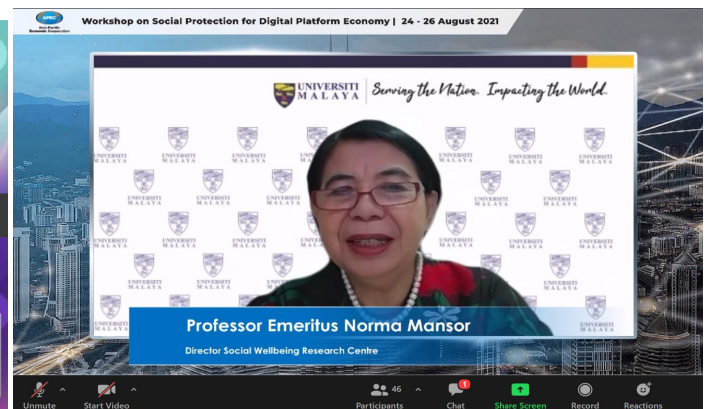 APEC
Asia-Pacific
Economic Cooperation
Workshop on Social Protection for Digital Platform Economy | 24 - 26 August 2021
UNIVERSITI
MALAYA
Serving the Nation. Impacting the World.
UNIVERSITI
MALAYA
Professor Emeritus Norma Mansor
Director Social Wellbeing Research Centre
Unmute
Start Video
46
Participants
1
Chat
Share Screen
Record
Reactions